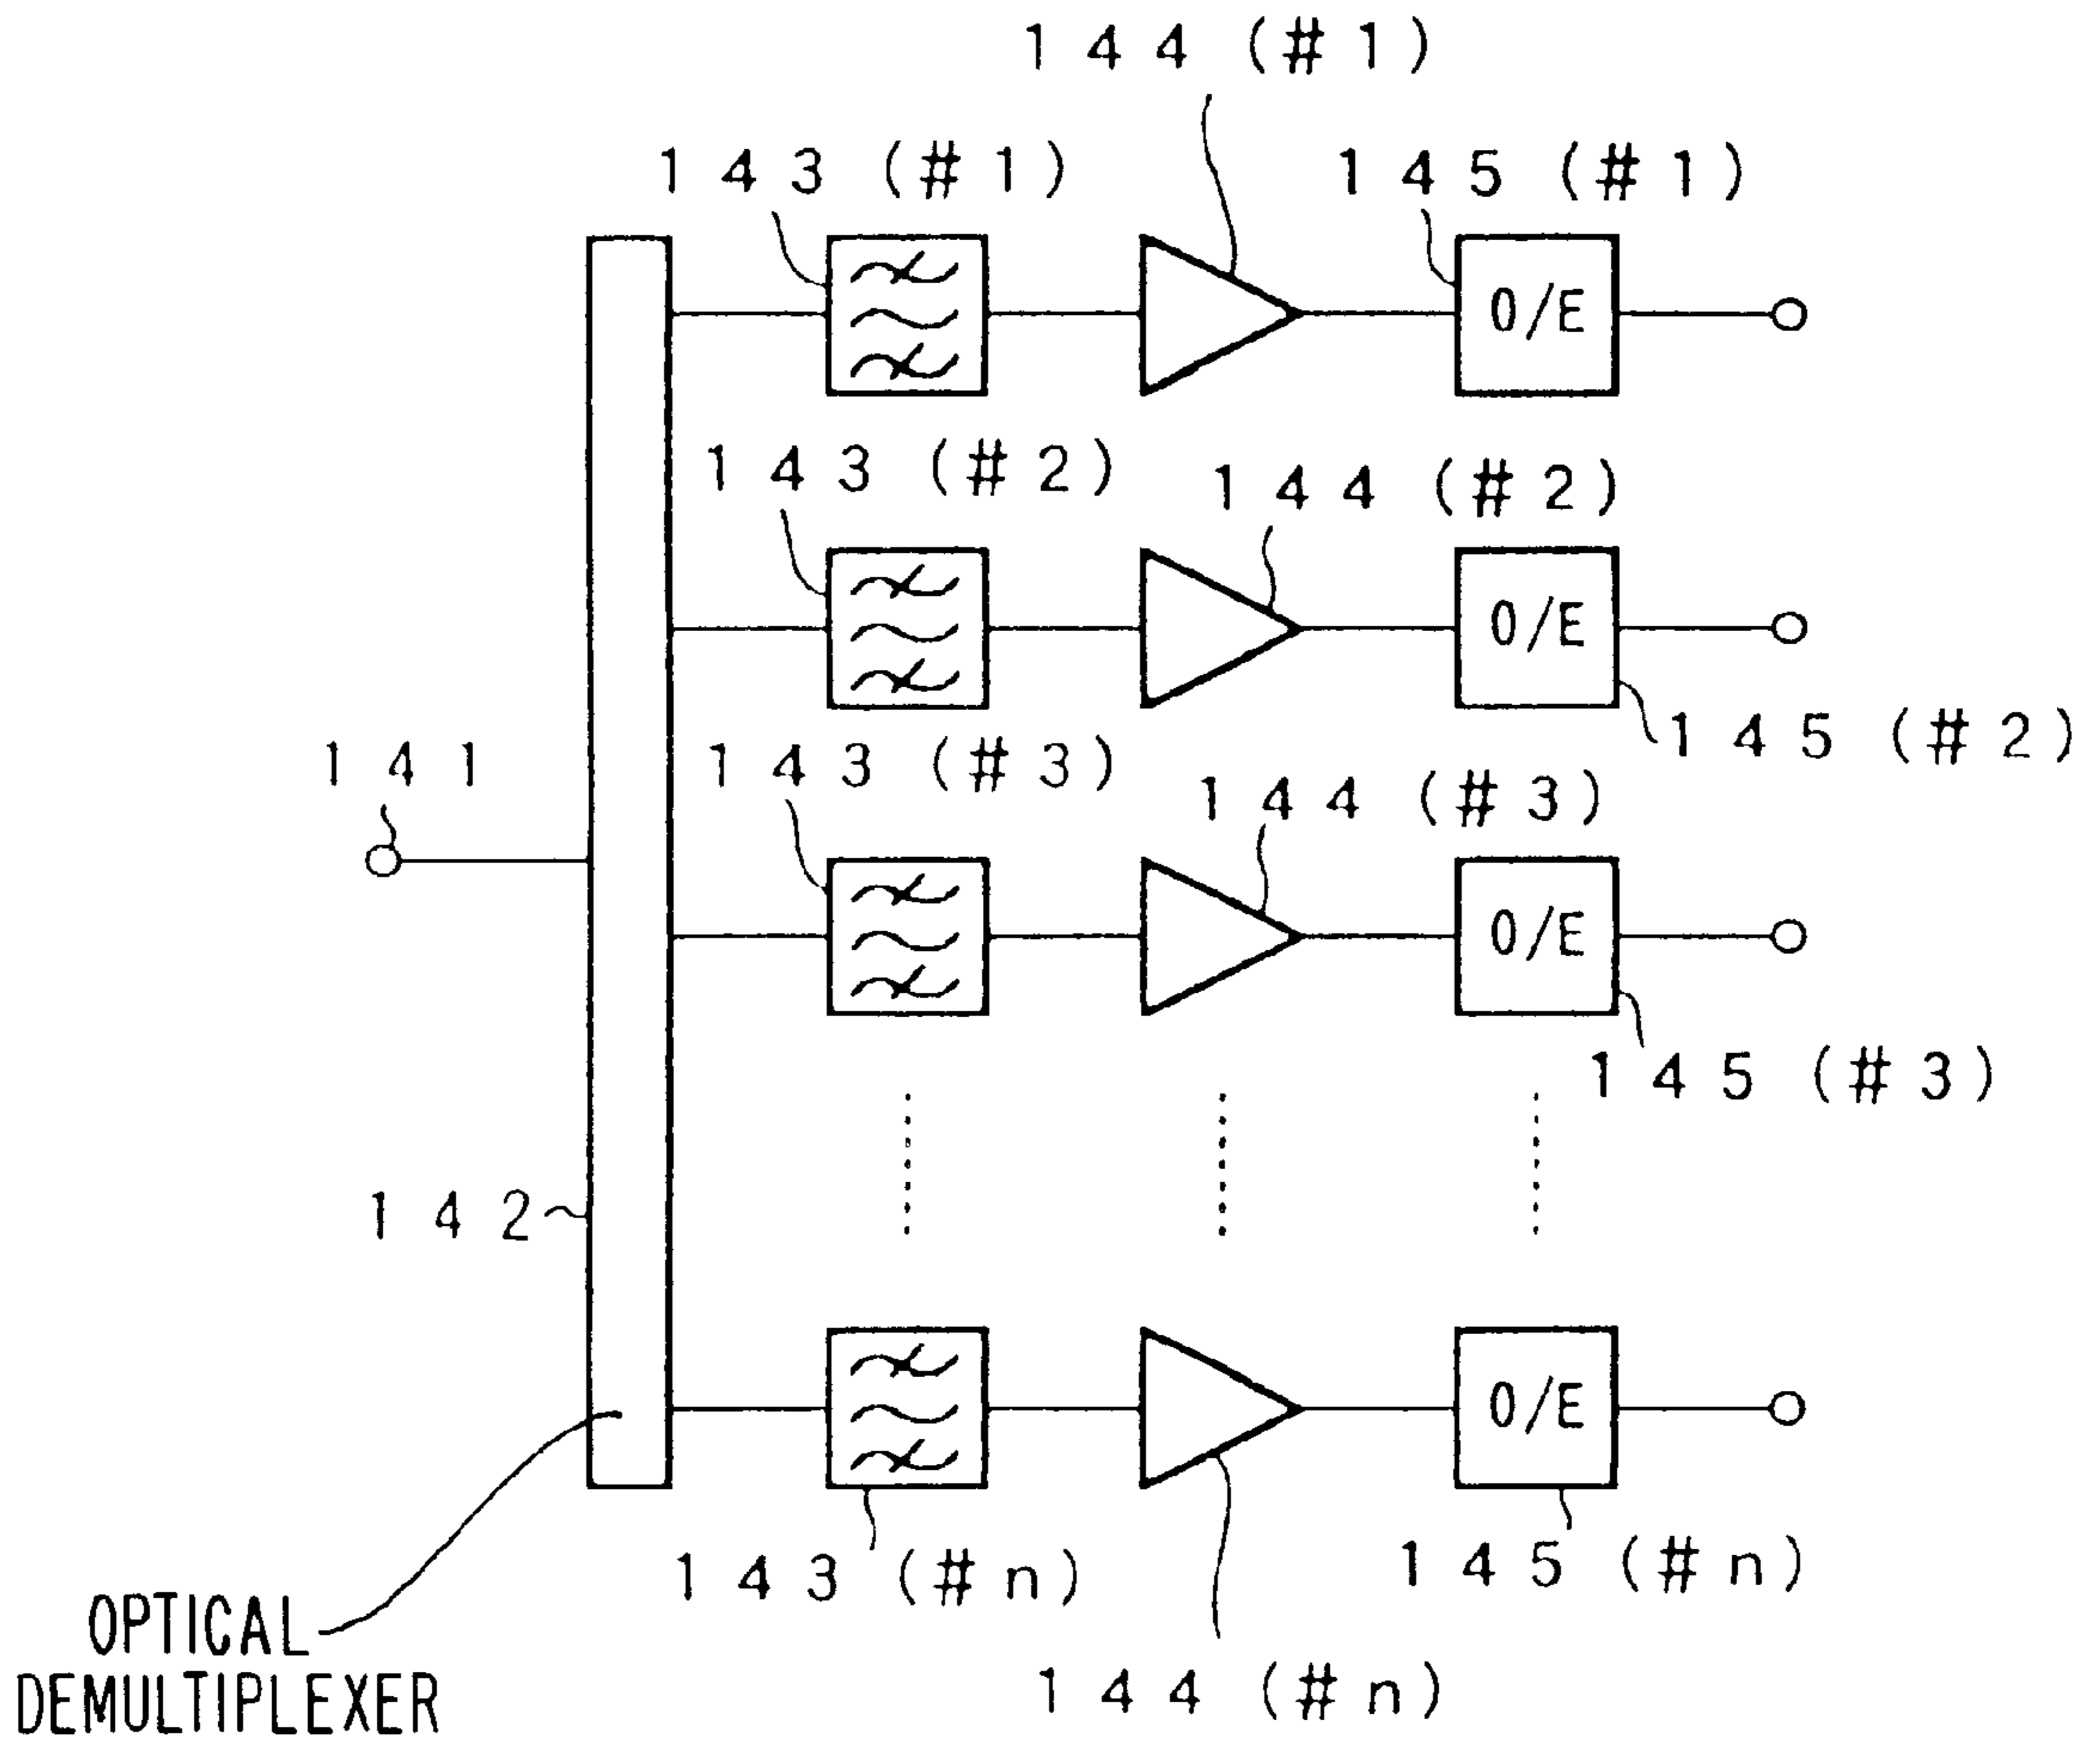 144 (#1)
143 (#1)
145 (#1)
O/E
143 (#2)
144 (#2)
O/E
145 (#2)
141
143 (#3)
144 (#3)
O/E
145 (#3)
142
O/E
143 (#n)
145 (#n)
144 (#n)
OPTICAL
DEMULTIPLEXER